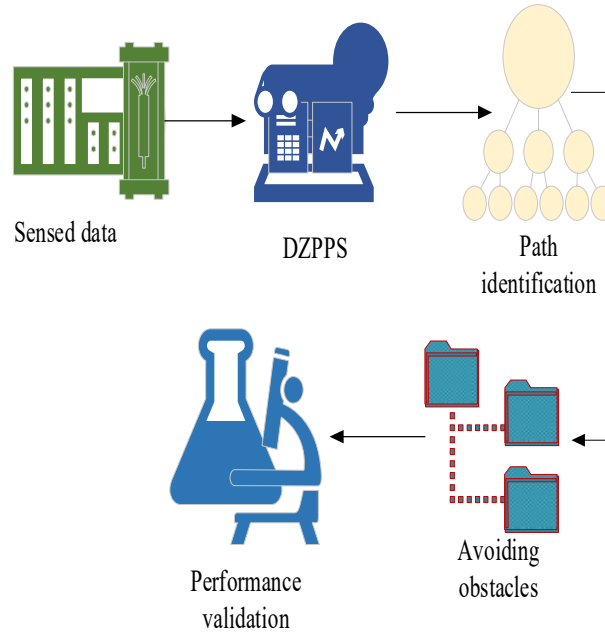 Sensed data
DZPPS
Path
identification
Avoiding
obstacles
Performance
validation